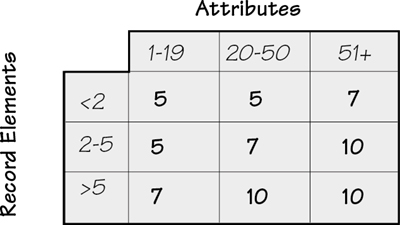 Attributes
Record Elements
1-19 20-50 51+
<2 5 5 7
2-5 5 7 10
>5 7 10 10